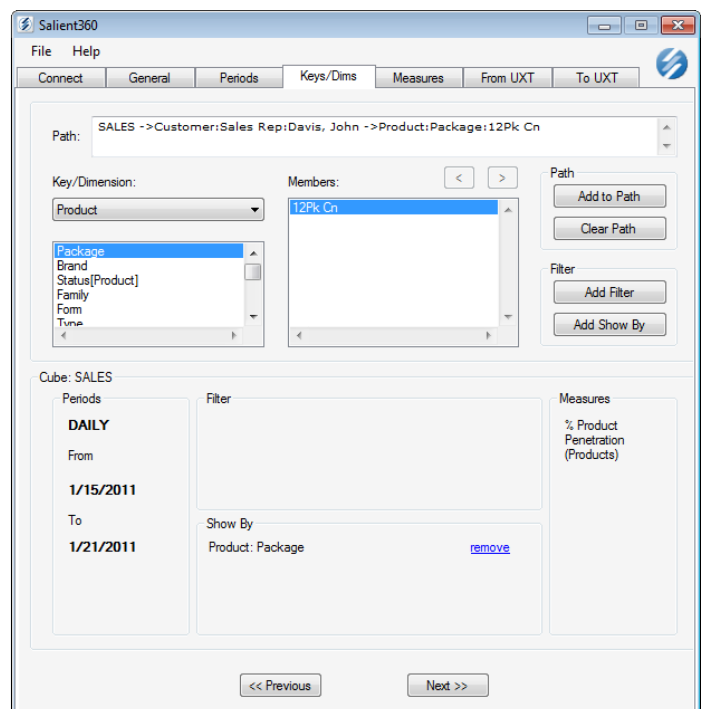 Salient360
File Help
Connect General Periods Keys/Dims Measures From UXT To UXT
Path: SALES ->Customer:Sales Rep:Davis, John ->Product:Package:12Pk Cn
Key/Dimension: Members: < > Path
Product 12Pk Cn Add to Path
Clear Path
Package
Brand
Status[Product]
Family
Form
Type
Filter
Add Filter
Add Show By
Cube: SALES
Periods
DAILY
From
1/15/2011
To
1/21/2011
Filter
Show By
Product: Package remove
Measures
% Product
Penetration
(Products)
<< Previous Next >>